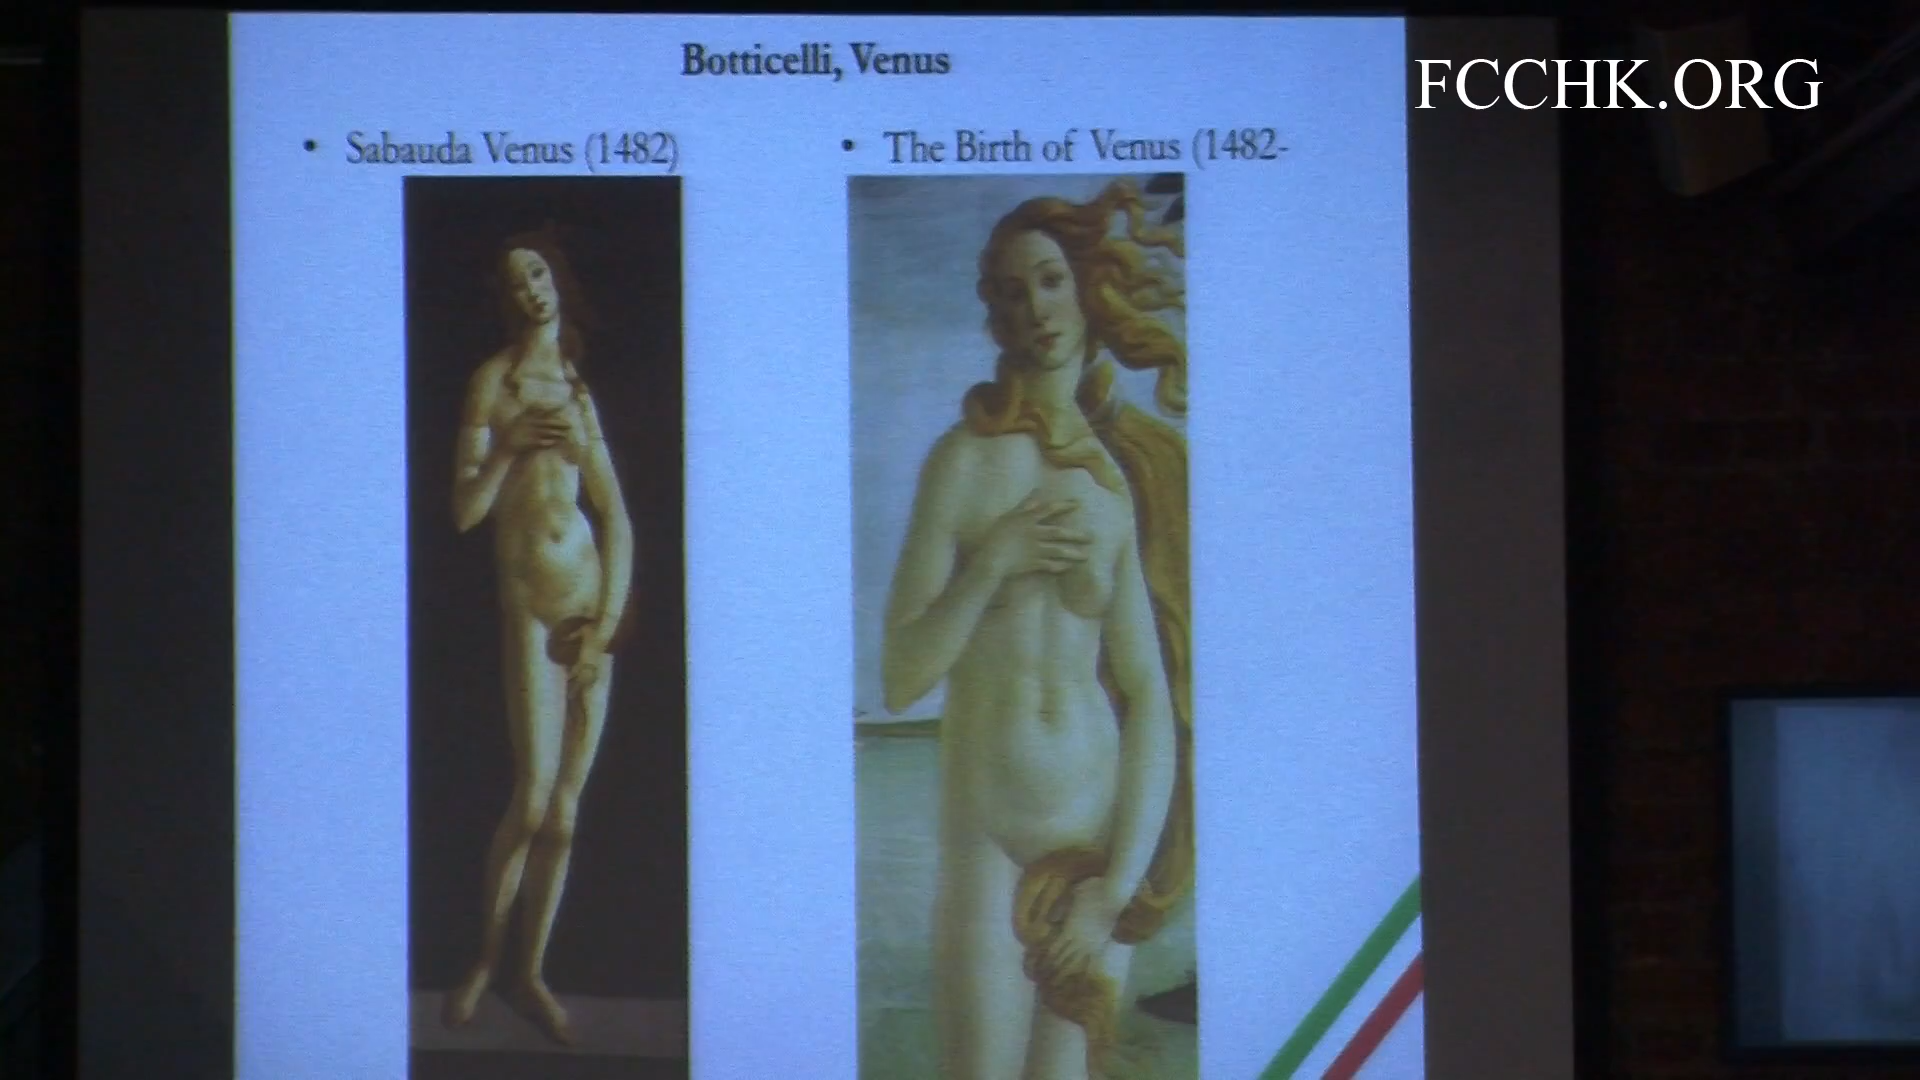 Botticelli, Venus
FCCHK.ORG
• Sabauda Venus (1482)
• The Birth of Venus (1482-